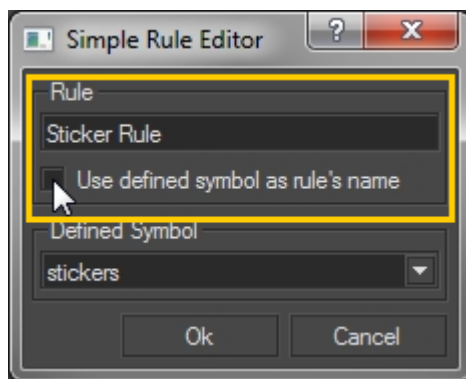 Simple Rule Editor
?
Rule
Sticker Rule
Use defined symbol as rule's name
Defined Symbol
stickers
Ok Cancel